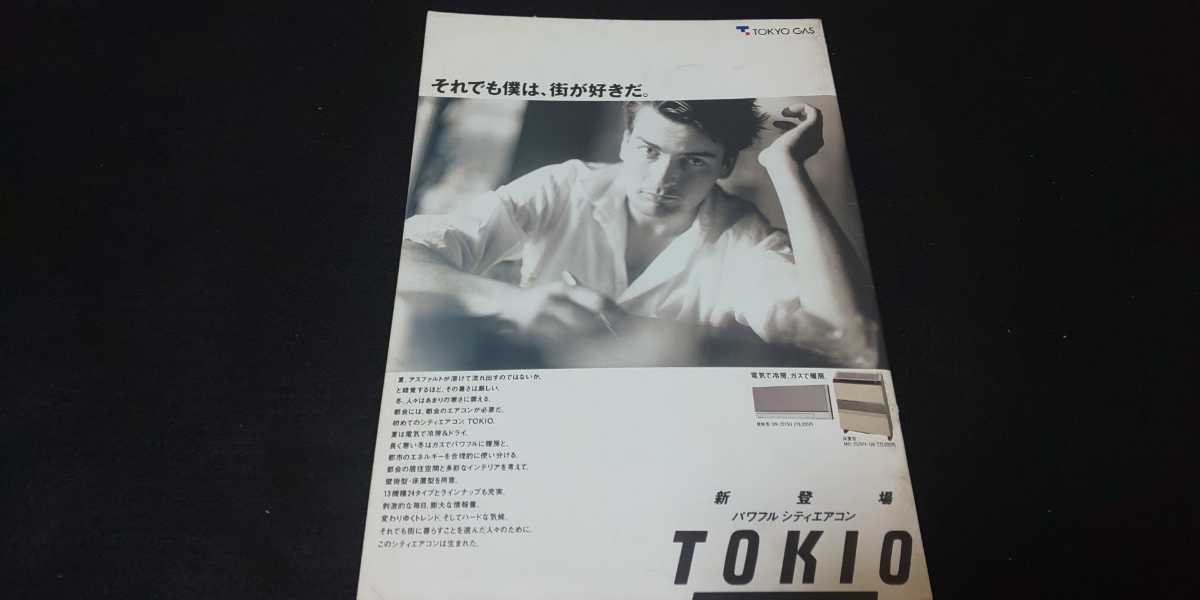 TOKYO GAS
それでも僕は、街が好きだ。
夏、アスファルトが溶けて流れ出すのではないか、
と錯覚するほど、その暑さは厳しい。
冬、人々はあまりの寒さに震える。
都会には、都会のエアコンが必要だ。
初めてのシティエアコン、TOKIO。
夏は電気で冷房&ドライ。
長く寒い冬はガスでパワフルに暖房と、
都市のエネルギーを合理的に使い分ける。
都会の居住空間と多彩なインテリアを考えて、
壁掛型・床置型を用意。
13機種24タイプとラインナップも充実。
刺激的な毎日、膨大な情報量。
変わりゆくトレンド、そしてハードな気候。
それでも街に暮らすことを選んだ人々のために、
このシティエアコンは生まれた。
電気で冷房、ガスで暖房。
壁掛型
床置型
新登場
パワフル シティエアコン
TOKIO